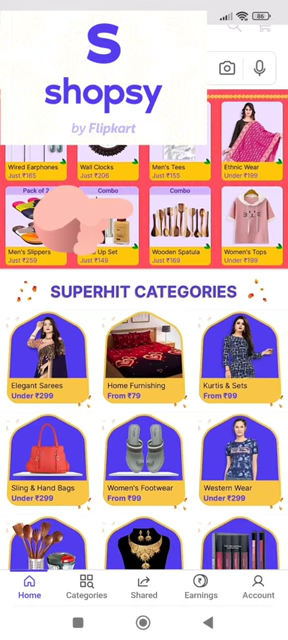 86
S
shopsy
by Flipkart
Wired Earphones
Just ₹165
Wall Clocks
Just ₹206
Men's Tees
Just ₹155
Ethnic Wear
Under ₹199
Pack of 2
Combo
Combo
Men's Slippers
Just ₹259
Up Set
Just ₹149
Wooden Spatula
Just ₹169
Women's Tops
Under ₹199
SUPERHIT CATEGORIES
Elegant Sarees
Under ₹299
Home Furnishing
From ₹79
Kurtis & Sets
From ₹99
Sling & Hand Bags
Under ₹299
Women's Footwear
From ₹99
Western Wear
Under ₹299
Home
Categories
Shared
Earnings
Account